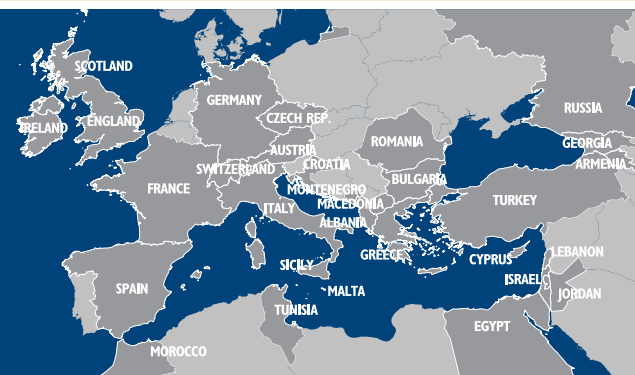 SCOTLAND
IRELAND
ENGLAND
GERMANY
RUSSIA
CZECH REP.
AUSTRIA
ROMANIA
GEORGIA
SWITZERLAND
CROATIA
ARMENIA
FRANCE
MONTENEGRO
BULGARIA
ITALY
MACEDONIA
TURKEY
ALBANIA
GREECE
CYPRUS
LEBANON
SICILY
ISRAEL
SPAIN
MALTA
JORDAN
TUNISIA
EGYPT
MOROCCO